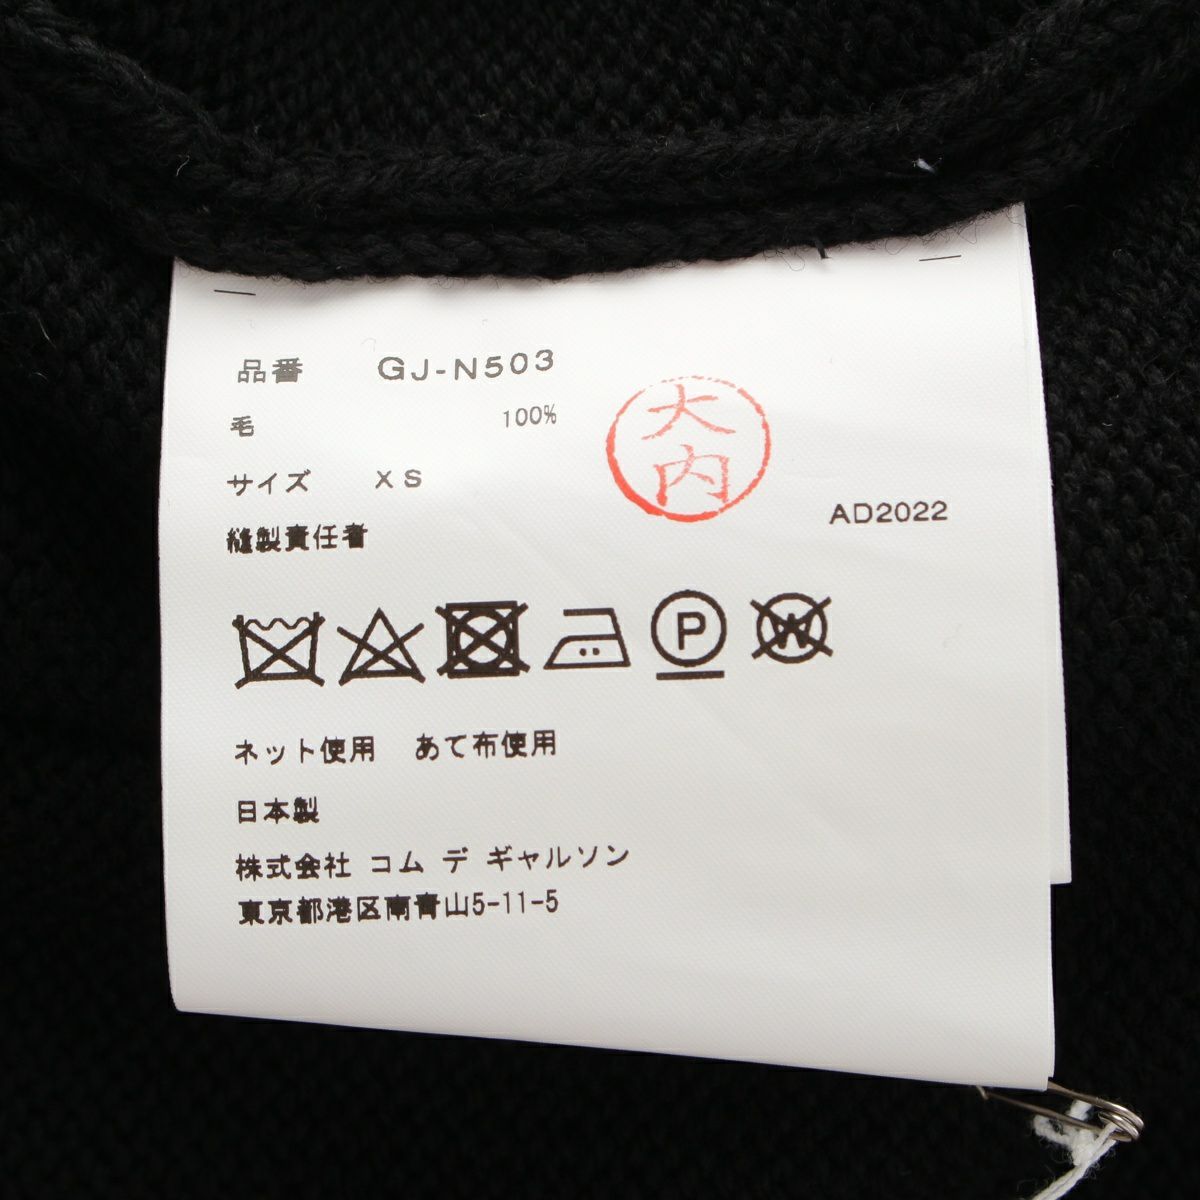 品番 GJ-N503
毛 100%
サイズ XS
縫製責任者
大内
AD2022
P W
ネット使用 あて布使用
日本製
株式会社 コム デ ギャルソン
東京都港区南青山5-11-5